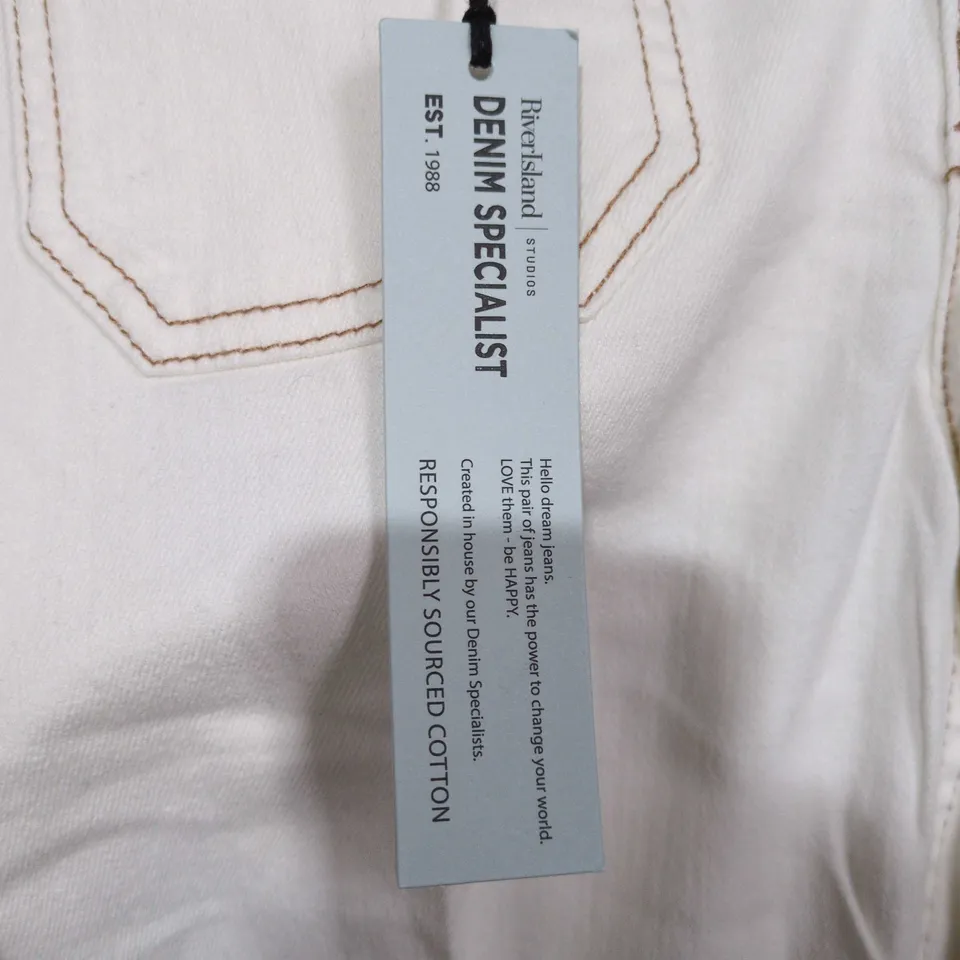 RiverIsland | STUDIOS
DENIM SPECIALIST
EST. 1988
Hello dream jeans.
This pair of jeans has the power to change your world.
LOVE them - be HAPPY.
Created in house by our Denim Specialists.
RESPONSIBLY SOURCED COTTON